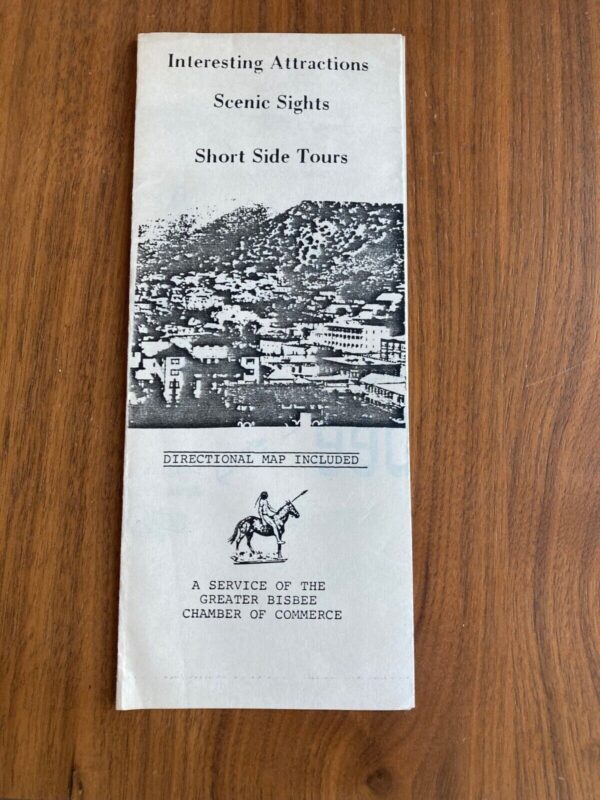 Interesting Attractions
Scenic Sights
Short Side Tours
DIRECTIONAL MAP INCLUDED
A SERVICE OF THE
GREATER BISBEE
CHAMBER OF COMMERCE